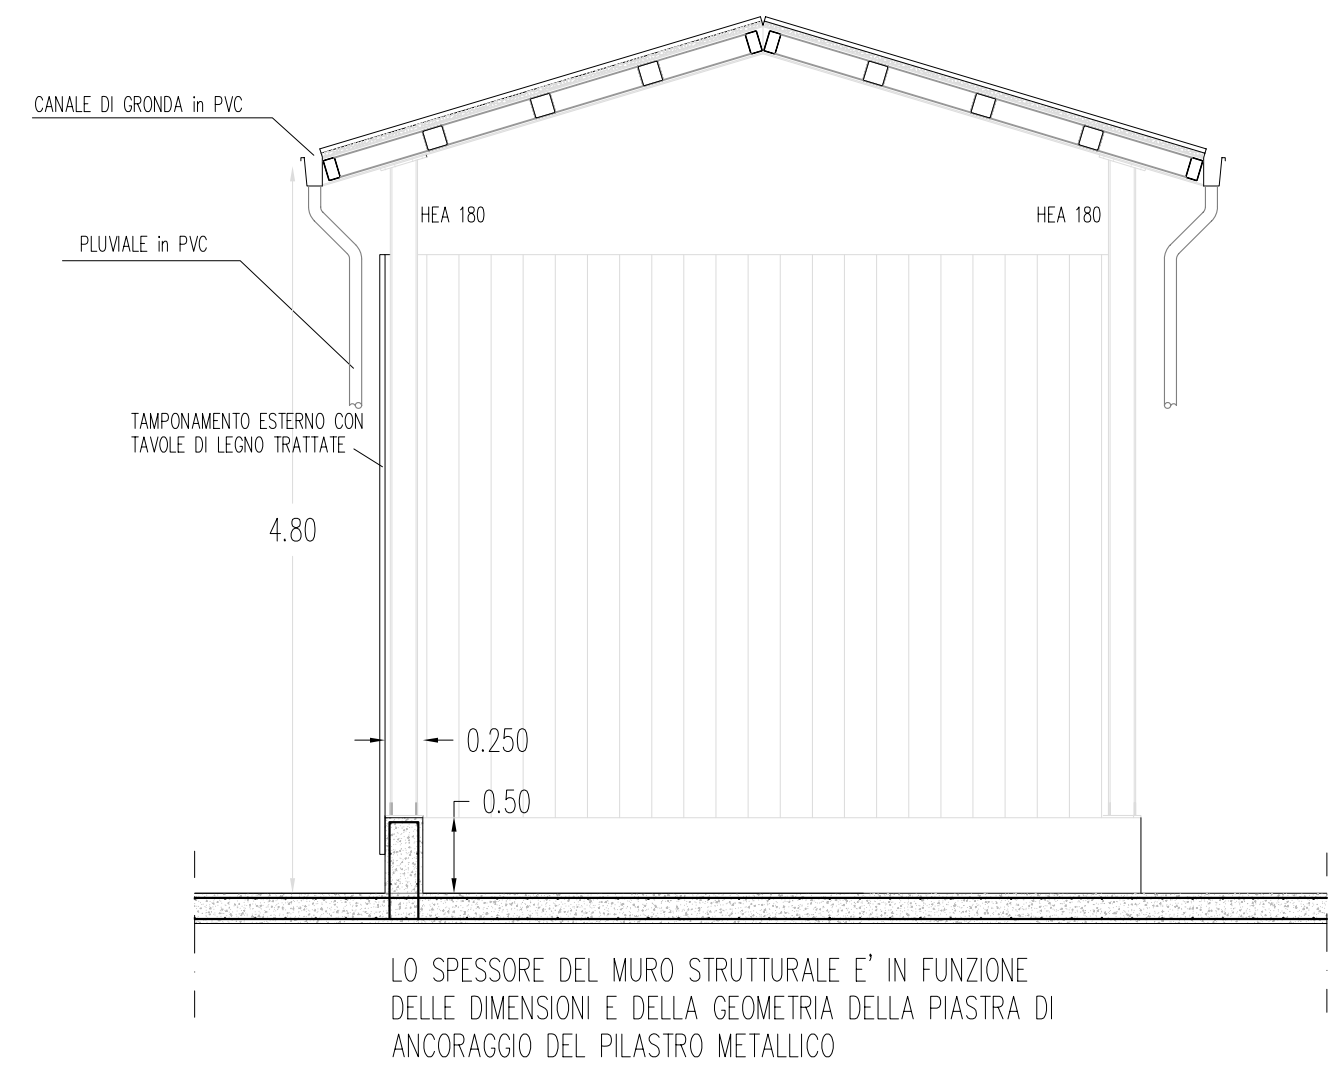 CANALE DI GRONDA in PVC
HEA 180
HEA 180
PLUVIALE in PVC
TAMPONAMENTO ESTERNO CON
TAVOLE DI LEGNO TRATTATE
4.80
0.250
0.50
LO SPESSORE DEL MURO STRUTTURALE E' IN FUNZIONE
DELLE DIMENSIONI E DELLA GEOMETRIA DELLA PIASTRA DI
ANCORAGGIO DEL PILASTRO METALLICO